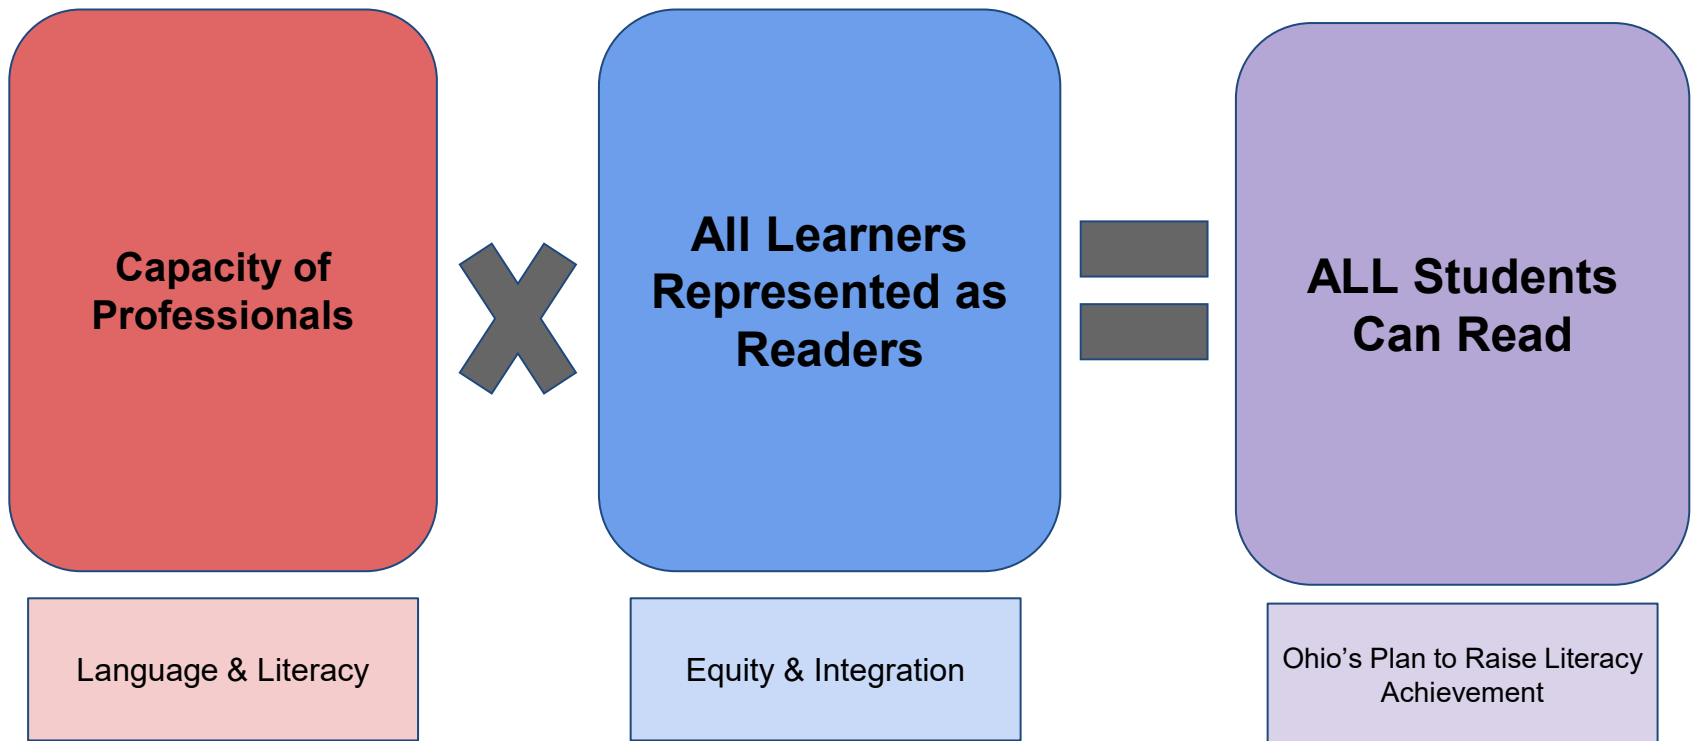 Capacity of
Professionals
All Learners
Represented as
Readers
ALL Students
Can Read
Language & Literacy
Equity & Integration
Ohio’s Plan to Raise Literacy
Achievement